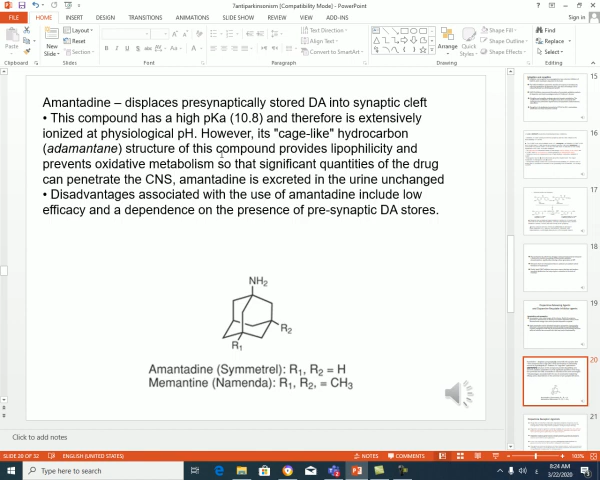 7antiparkinsonism [Compatibility Mode] - PowerPoint
Sign in
FILE HOME INSERT DESIGN TRANSITIONS ANIMATIONS SLIDE SHOW REVIEW VIEW ADD-INS
Paste
New Slide
Layout
Reset
Section
Text Direction
Align Text
Convert to SmartArt
Arrange
Quick Styles
Shape Fill
Shape Outline
Shape Effects
Find
Replace
Select
Clipboard Slides Font Paragraph Drawing Editing
Amantadine – displaces presynaptically stored DA into synaptic cleft
• This compound has a high pKa (10.8) and therefore is extensively
ionized at physiological pH. However, its "cage-like" hydrocarbon
(adamantane) structure of this compound provides lipophilicity and
prevents oxidative metabolism so that significant quantities of the drug
can penetrate the CNS, amantadine is excreted in the urine unchanged
• Disadvantages associated with the use of amantadine include low
efficacy and a dependence on the presence of pre-synaptic DA stores.
NH2
R2
R1
Amantadine (Symmetrel): R1, R2 = H
Memantine (Namenda): R1, R2, = CH3
15
16
17
18
19
20
21
Click to add notes
SLIDE 20 OF 32 ENGLISH (UNITED STATES) NOTES COMMENTS 105%
Type here to search
8:24 AM
3/22/2020